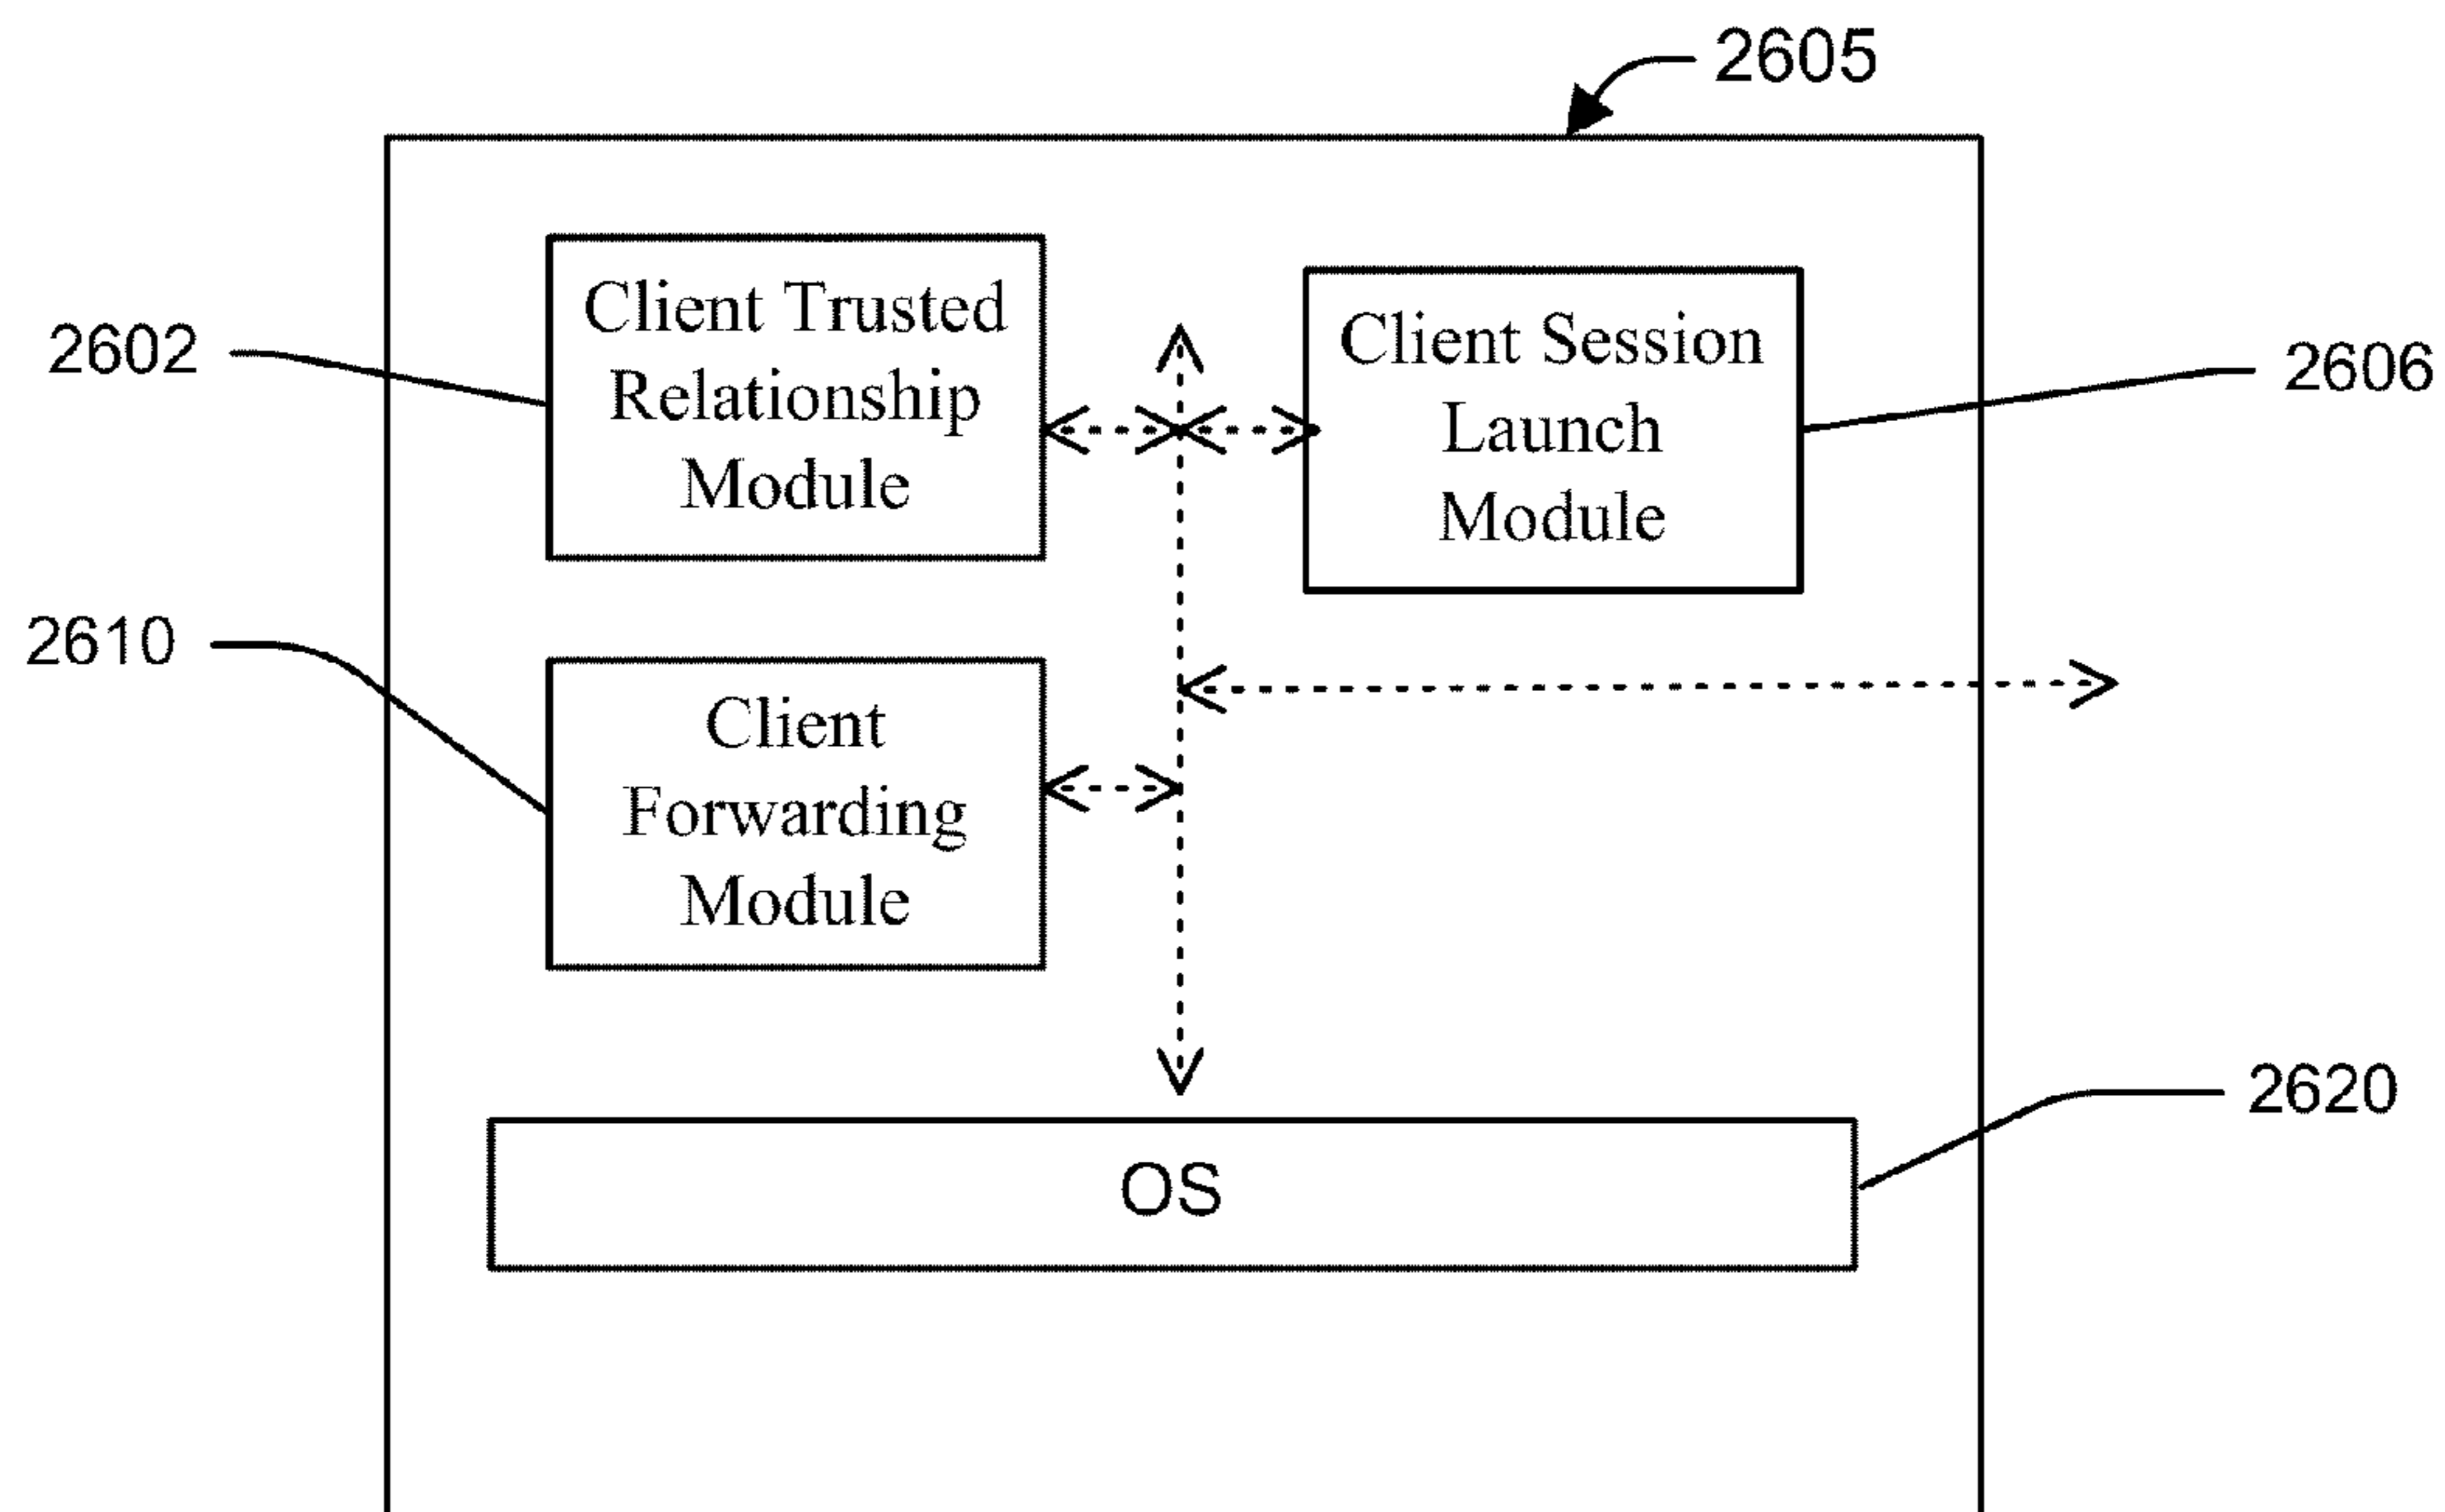 2605
Client Trusted
Relationship
Module
2602
Client Session
Launch
Module
2606
2610
Client
Forwarding
Module
2620
OS